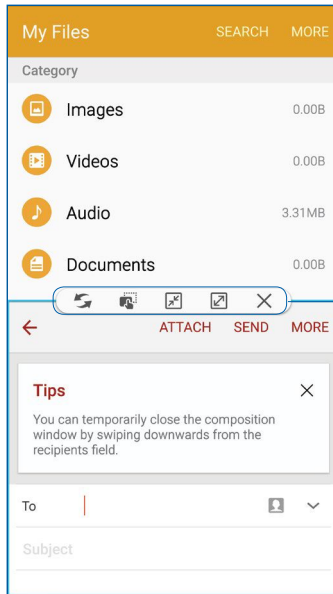 My Files SEARCH MORE
Category
Images 0.00B
Videos 0.00B
Audio 3.31MB
Documents 0.00B
ATTACH SEND MORE
Tips
You can temporarily close the composition
window by swiping downwards from the
recipients field.
To
Subject